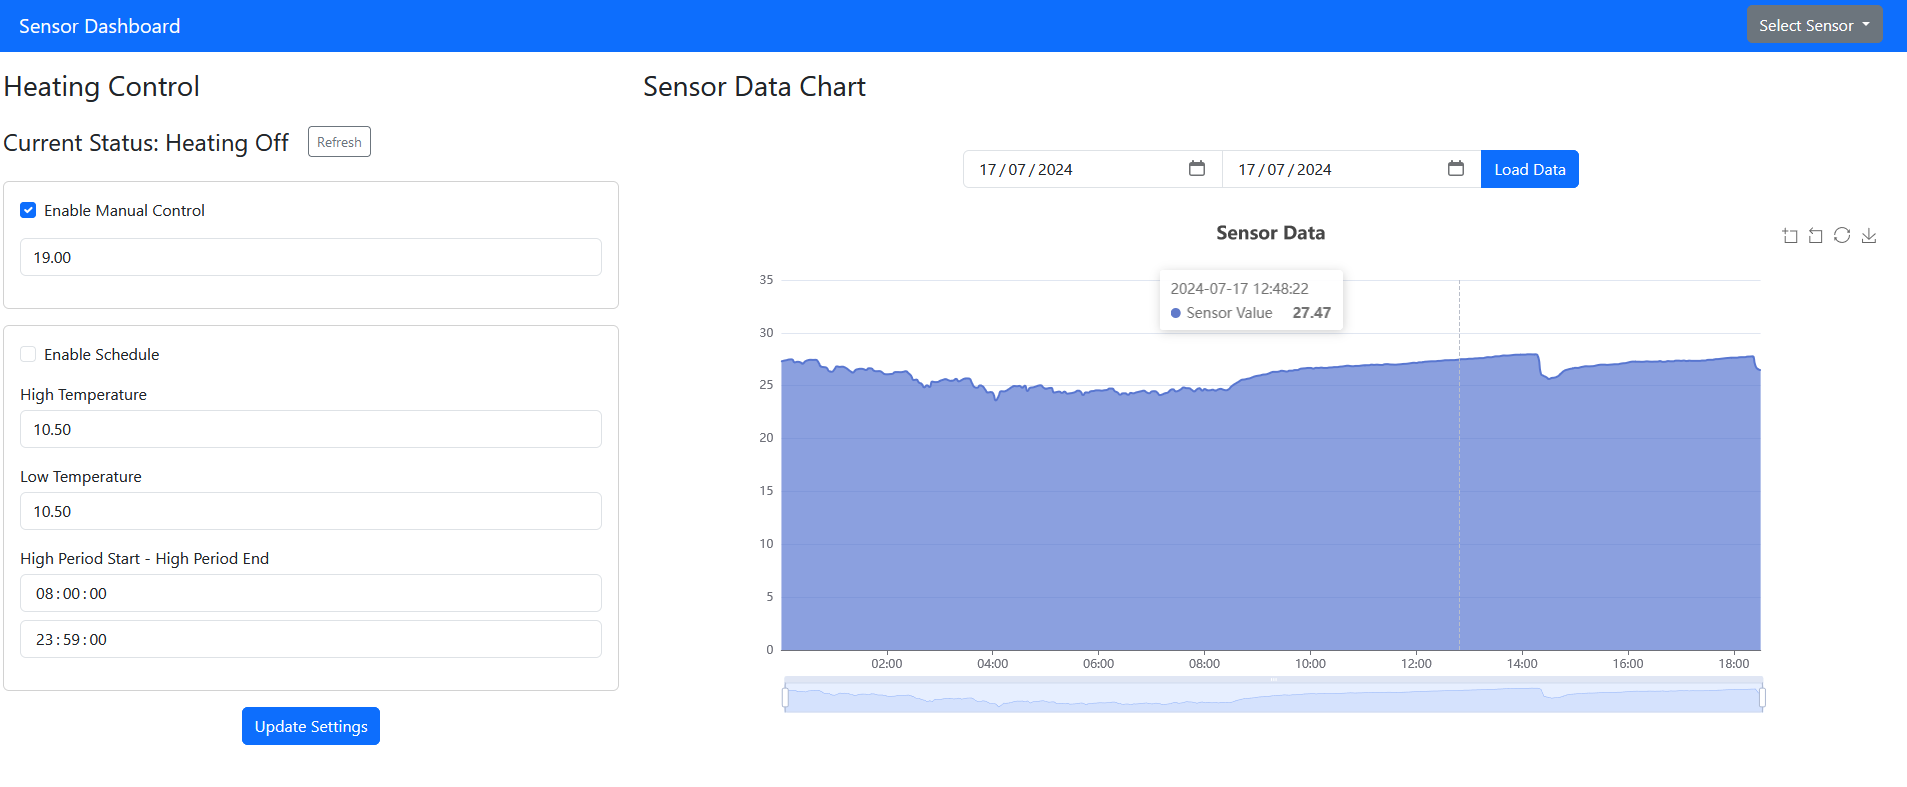 Sensor Dashboard
Select Sensor
Heating Control
Current Status: Heating Off
Refresh
Enable Manual Control
19.00
Enable Schedule
High Temperature
10.50
Low Temperature
10.50
High Period Start - High Period End
08:00:00
23:59:00
Update Settings
Sensor Data Chart
17/07/2024
17/07/2024
Load Data
Sensor Data
2024-07-17 12:48:22
Sensor Value 27.47
35
30
25
20
15
10
5
0
02:00 04:00 06:00 08:00 10:00 12:00 14:00 16:00 18:00